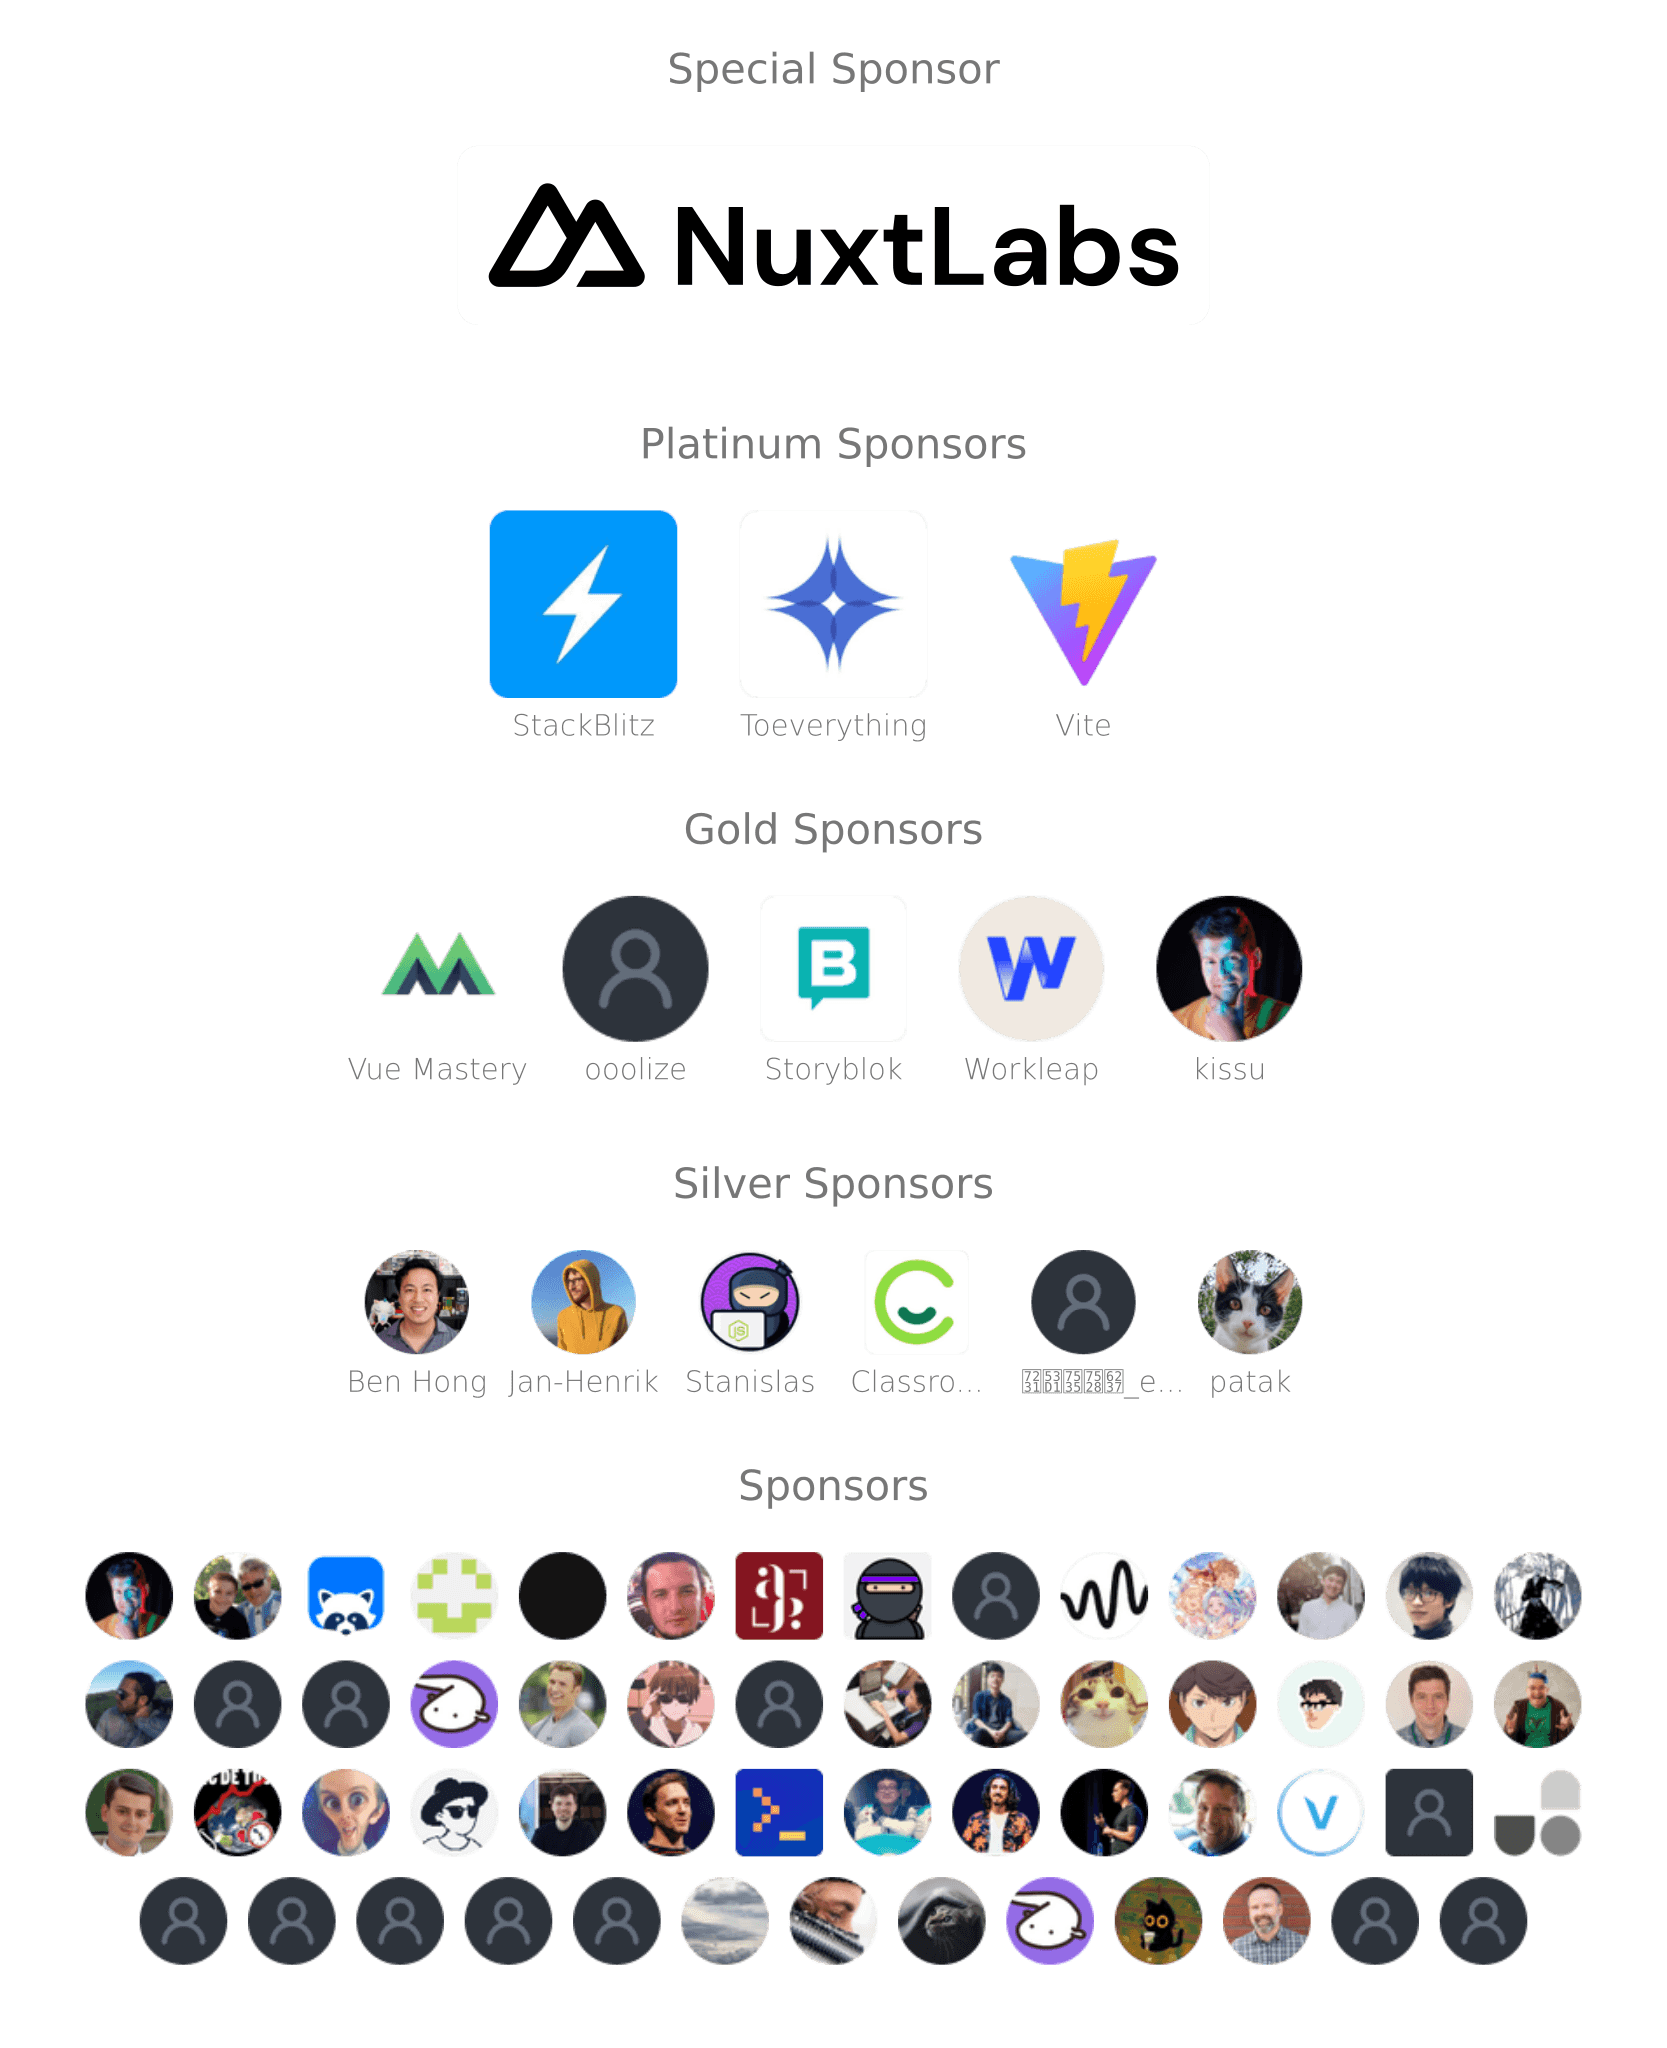 Special Sponsor
NuxtLabs
Platinum Sponsors
StackBlitz Toeverything Vite
Gold Sponsors
Vue Mastery ooolize Storyblok Workleap kissu
Silver Sponsors
Ben Hong Jan-Henrik Stanislas Classro... _e... patak
Sponsors